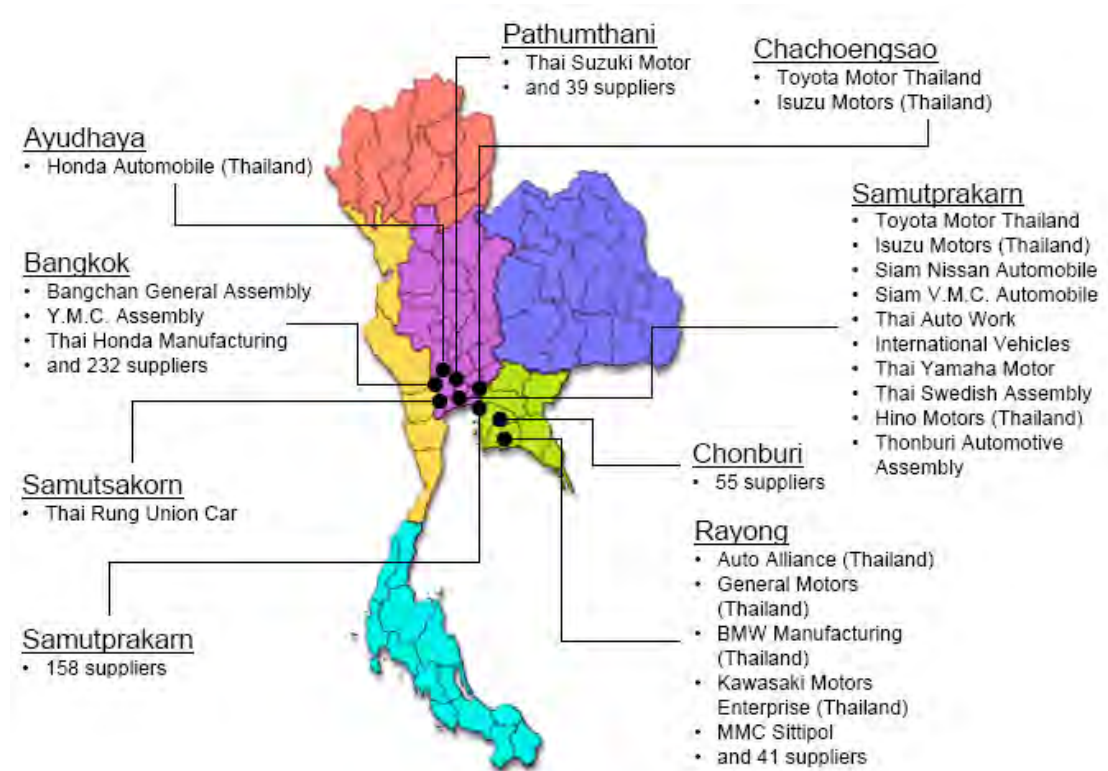 Pathumthani
• Thai Suzuki Motor
• and 39 suppliers
Chachoengsao
• Toyota Motor Thailand
• Isuzu Motors (Thailand)
Ayudhaya
• Honda Automobile (Thailand)
Samutprakarn
• Toyota Motor Thailand
• Isuzu Motors (Thailand)
• Siam Nissan Automobile
• Siam V.M.C. Automobile
• Thai Auto Work
• International Vehicles
• Thai Yamaha Motor
• Thai Swedish Assembly
• Hino Motors (Thailand)
• Thonburi Automotive
Assembly
Bangkok
• Bangchan General Assembly
• Y.M.C. Assembly
• Thai Honda Manufacturing
• and 232 suppliers
Chonburi
• 55 suppliers
Samutsakorn
• Thai Rung Union Car
Rayong
• Auto Alliance (Thailand)
• General Motors
(Thailand)
• BMW Manufacturing
(Thailand)
• Kawasaki Motors
Enterprise (Thailand)
• MMC Sittipol
• and 41 suppliers
Samutprakarn
• 158 suppliers